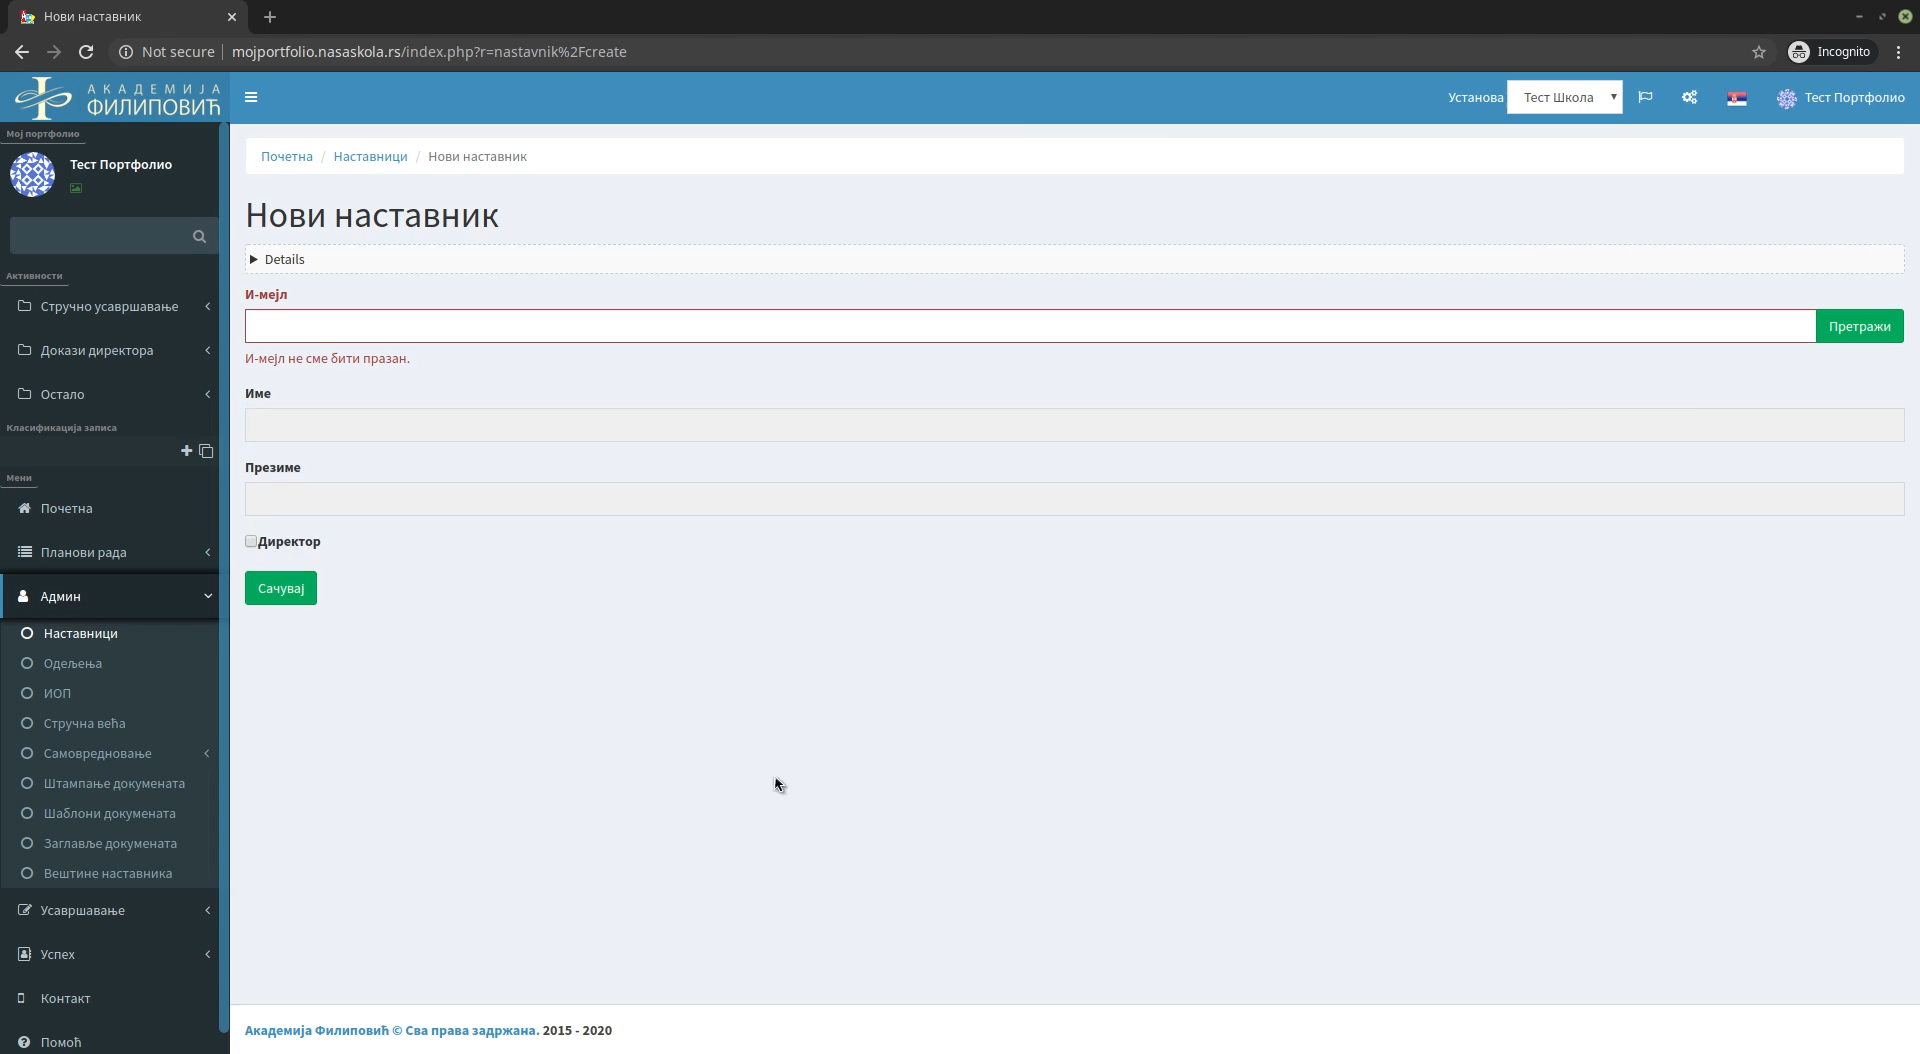 Нови наставник
Not secure
mojportfolio.nasaskola.rs/index.php?r=nastavnik%2Fcreate
Incognito
АКАДЕМИЈА
ФИЛИПОВИЋ
Установа
Тест Школа
Тест Портфолио
Мој портфолио
Тест Портфолио
Активности
Стручно усавршавање
Докази директора
Остало
Класификација записа
Мени
Почетна
Планови рада
Админ
Наставници
Одељења
ИОП
Стручна већа
Самовредновање
Штампање докумената
Шаблони докумената
Заглавље докумената
Вештине наставника
Усавршавање
Успех
Контакт
Помоћ
Почетна / Наставници / Нови наставник
Нови наставник
Details
И-мејл
Претражи
И-мејл не сме бити празан.
Име
Презиме
Директор
Сачувај
Академија Филиповић © Сва права задржана. 2015 - 2020